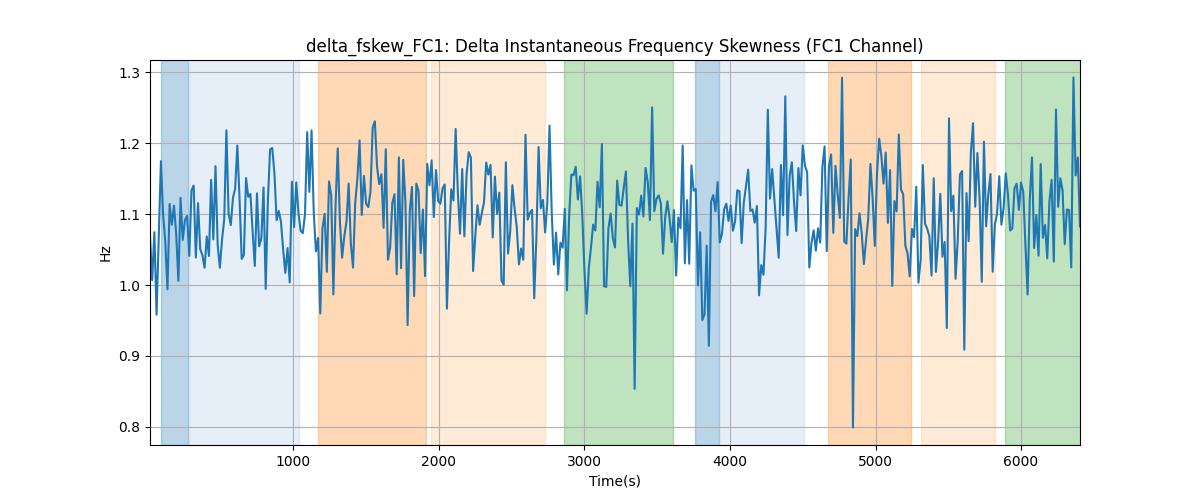 delta_fskew_FC1: Delta Instantaneous Frequency Skewness (FC1 Channel)
1.3
1.2
1.1
1.0
0.9
0.8
Hz
1000 2000 3000 4000 5000 6000
Time(s)